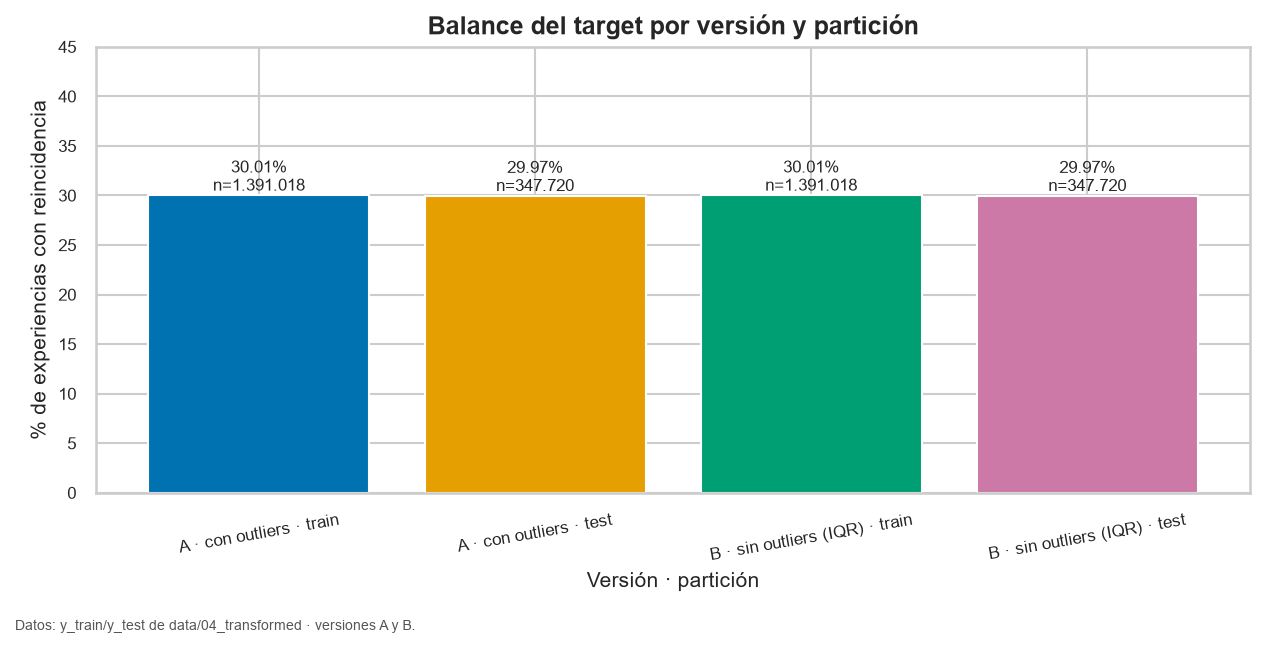 Balance del target por versión y partición
% de experiencias con reincidencia
45
40
35
30
25
20
15
10
5
0
30.01%
n=1.391.018
29.97%
n=347.720
30.01%
n=1.391.018
29.97%
n=347.720
A · con outliers · train
A · con outliers · test
B · sin outliers (IQR) · train
B · sin outliers (IQR) · test
Versión · partición
Datos: y_train/y_test de data/04_transformed · versiones A y B.